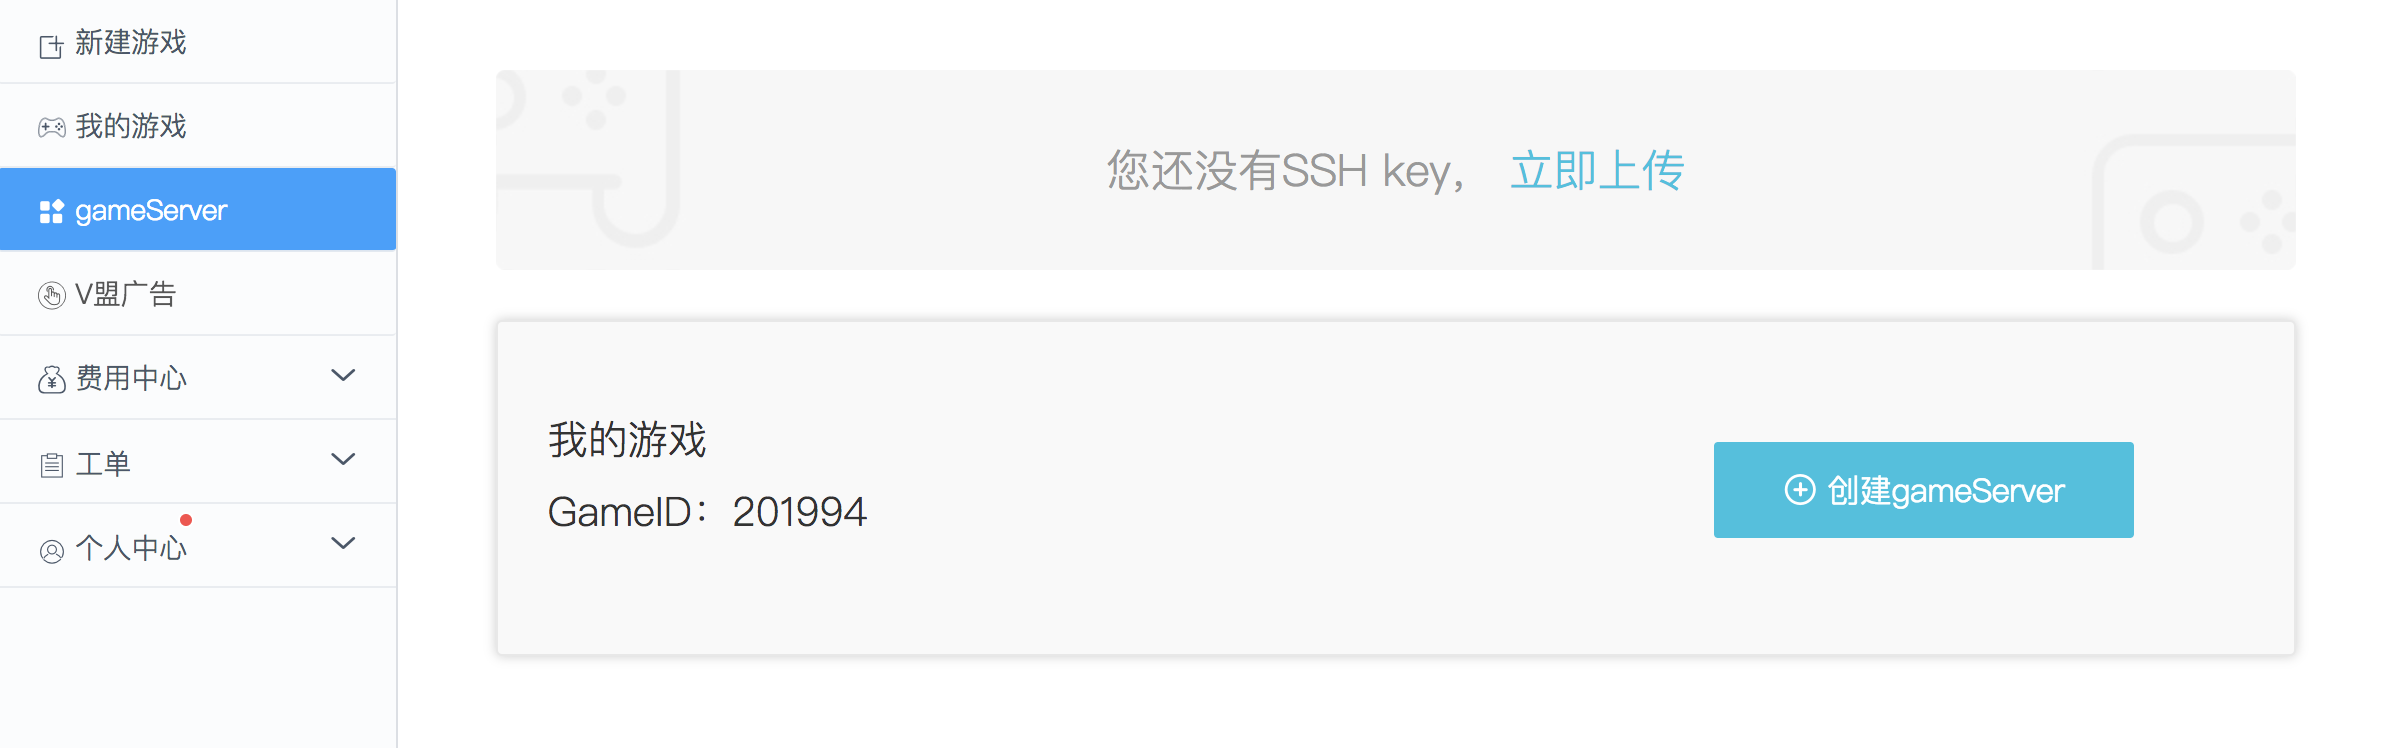 新建游戏
我的游戏
gameServer
V盟广告
费用中心
工单
个人中心
您还没有SSH key， 立即上传
我的游戏
GameID：201994
创建gameServer